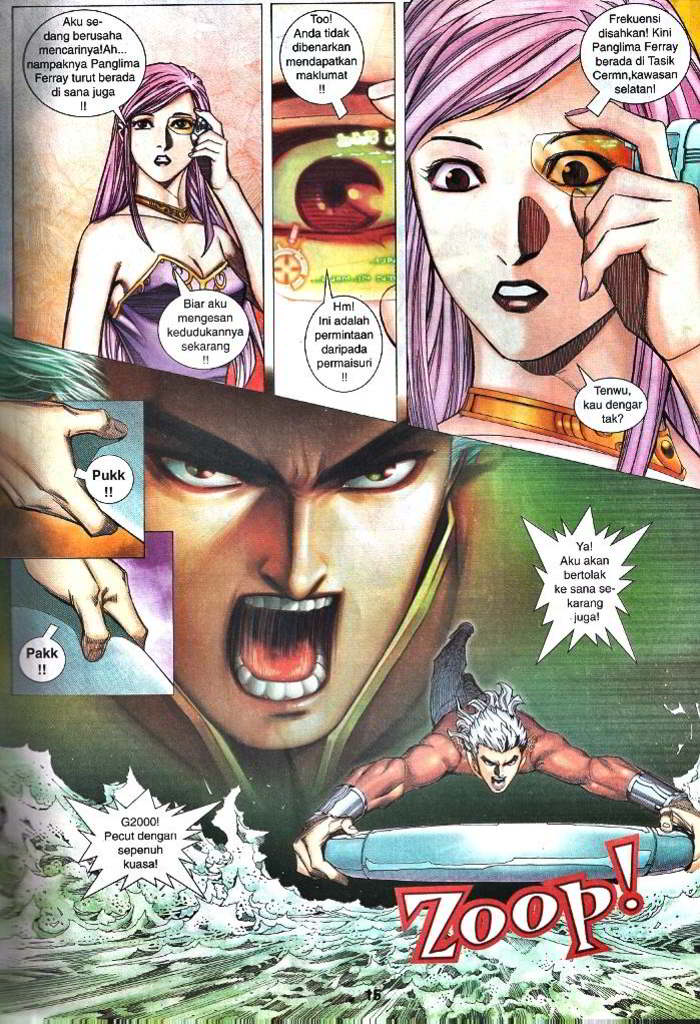 Aku se-
dang berusaha
mencarinya!Ah...
nampaknya Panglima
Ferray turut berada
di sana juga
!!
Biar aku
mengesan
kedudukannya
sekarang
!!
Too!
Anda tidak
dibenarkan
mendapatkan
maklumat
!!
Hm!
Ini adalah
permintaan
daripada
permaisuri
!!
Frekuensi
disahkan! Kini
Panglima Ferray
berada di Tasik
Cermn,kawasan
selatan!
Tenwu,
kau dengar
tak?
Pukk
!!
Pakk
!!
Ya!
Aku akan
bertolak
ke sana se-
karang
juga!
G2000!
Pecut dengan
sepenuh
kuasa!
Zoop!
15